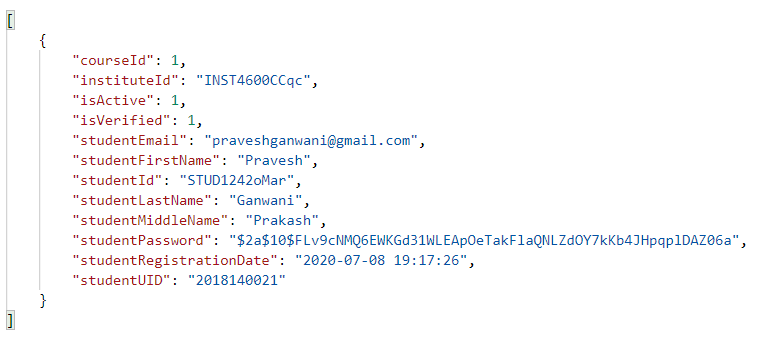 [
{
"courseId": 1,
"instituteId": "INST4600CCqc",
"isActive": 1,
"isVerified": 1,
"studentEmail": "praveshganwani@gmail.com",
"studentFirstName": "Pravesh",
"studentId": "STUD1242oMar",
"studentLastName": "Ganwani",
"studentMiddleName": "Prakash",
"studentPassword": "$2a$10$FLv9cNMQ6EWKGd31WLEApOeTakFlaQNLZdOY7kKb4JHpqplDAZ06a",
"studentRegistrationDate": "2020-07-08 19:17:26",
"studentUID": "2018140021"
}
]